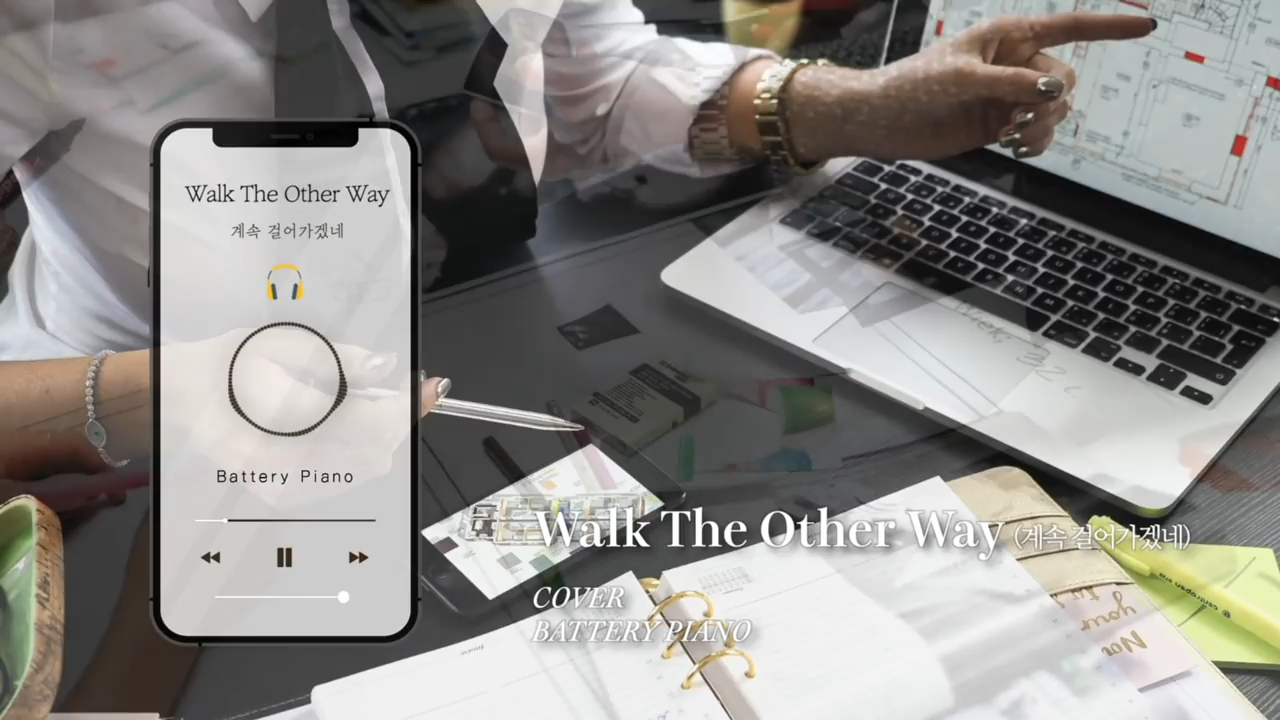 Walk The Other Way
계속 걸어가겠네
Battery Piano
Walk The Other Way (계속 걸어가겠네)
COVER
BATTERY PIANO
centropen